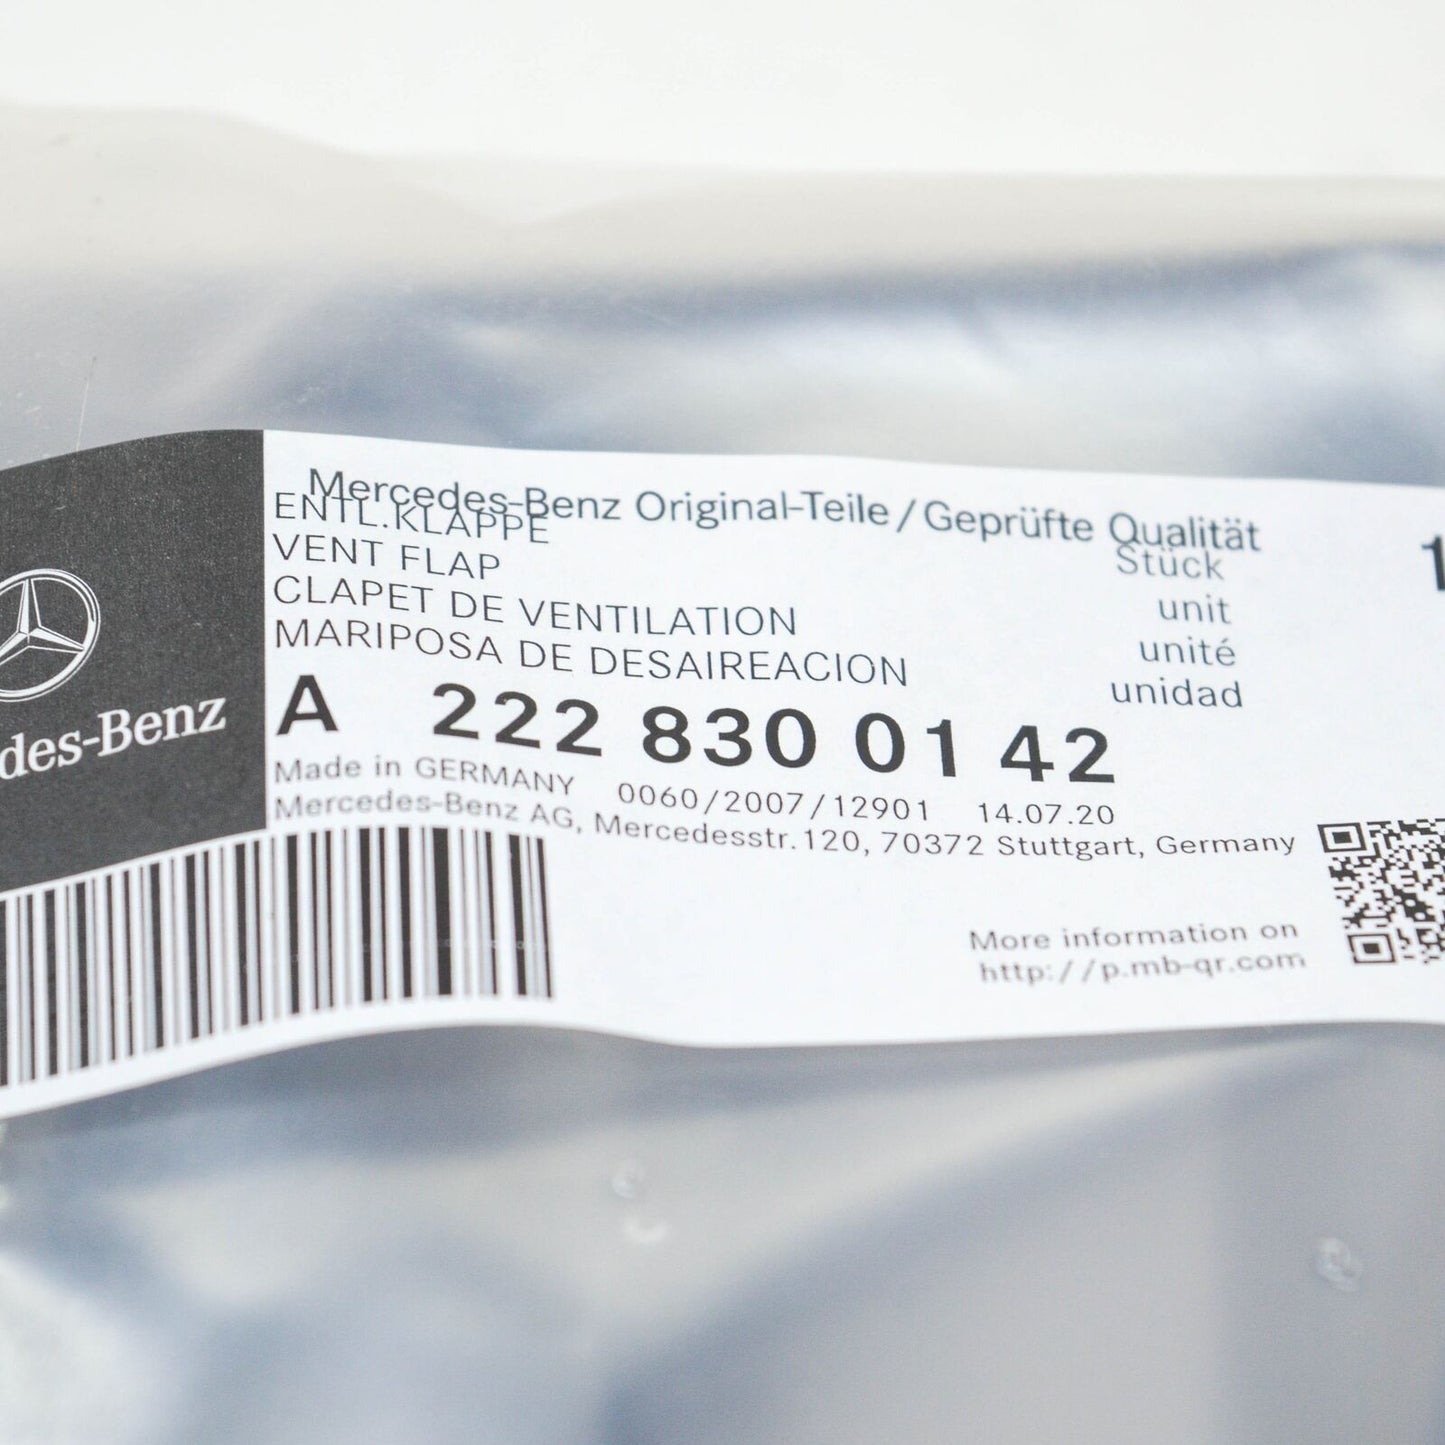 Mercedes-Benz Original-Teile/Geprüfte Qualität
ENTL.KLAPPE Stück 1
VENT FLAP unit
CLAPET DE VENTILATION unité
MARIPOSA DE DESAIREACION unidad
A 222 830 01 42
des-Benz
Made in GERMANY 0060/2007/12901 14.07.20
Mercedes-Benz AG, Mercedesstr.120, 70372 Stuttgart, Germany
More information on
http://p.mb-qr.com